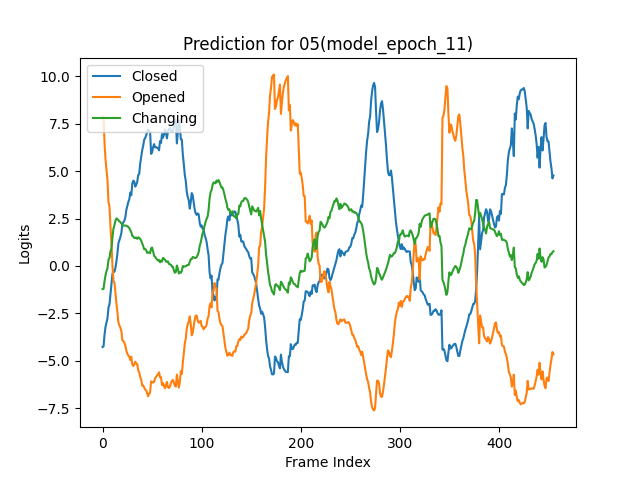 Prediction for 05(model_epoch_11)
Closed
Opened
Changing
Logits
10.0
7.5
5.0
2.5
0.0
−2.5
−5.0
−7.5
0 100 200 300 400
Frame Index